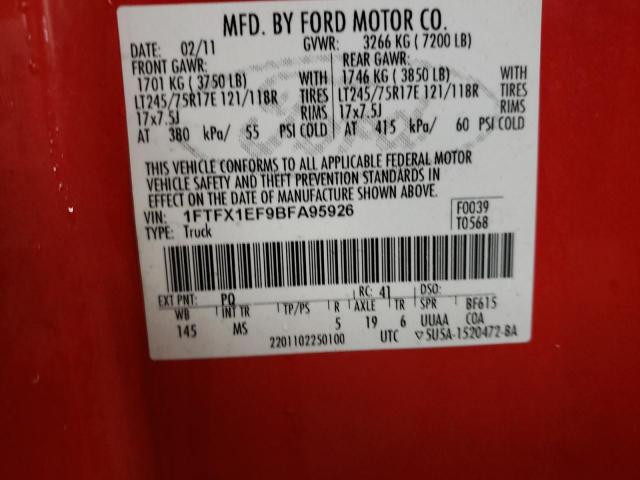 MFD. BY FORD MOTOR CO.
DATE: 02/11 GVWR: 3266 KG ( 7200 LB)
FRONT GAWR: REAR GAWR:
1701 KG ( 3750 LB) WITH 1746 KG ( 3850 LB) WITH
LT245/75R17E 121/118R TIRES LT245/75R17E 121/118R TIRES
17x7.5J RIMS 17x7.5J RIMS
AT 380 kPa/ 55 PSI COLD AT 415 kPa/ 60 PSI COLD
THIS VEHICLE CONFORMS TO ALL APPLICABLE FEDERAL MOTOR
VEHICLE SAFETY AND THEFT PREVENTION STANDARDS IN
EFFECT ON THE DATE OF MANUFACTURE SHOWN ABOVE.
VIN: 1FTFX1EF9BFA95926 F0039
TYPE: Truck T0568
EXT PNT: PQ RC: 41 DSO:
WB INT TR TP/PS R AXLE TR SPR BF615
145 MS 5 19 6 UUAA COA
2201102250100 UTC ▽5U5A-1520472-BA